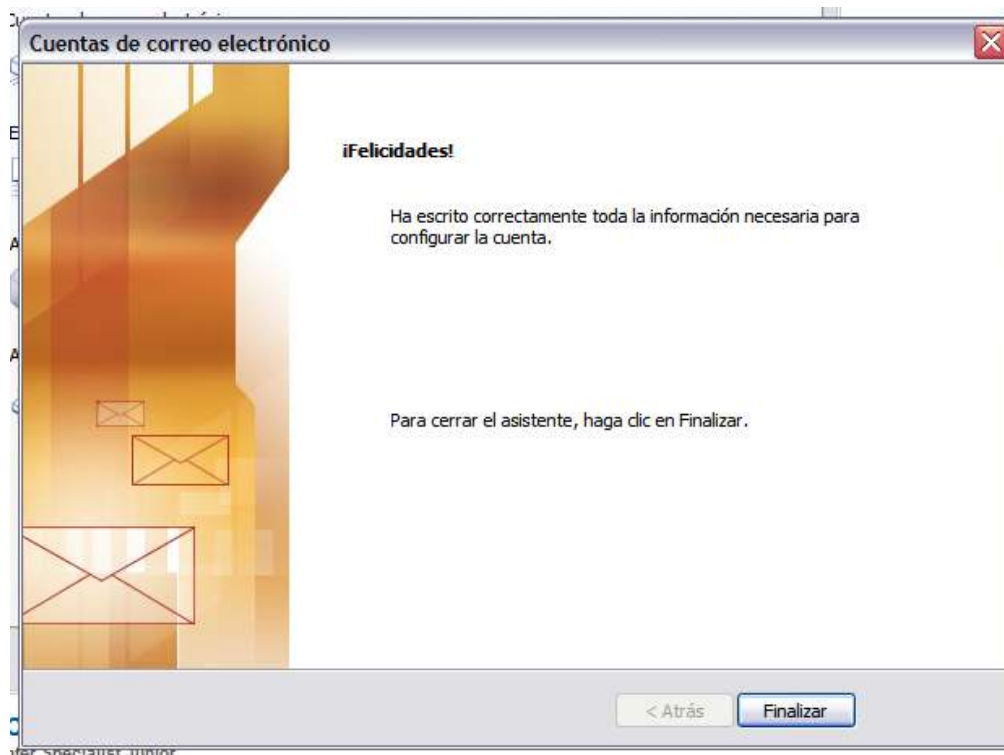 Cuentas de correo electrónico
¡Felicidades!
Ha escrito correctamente toda la información necesaria para
configurar la cuenta.
Para cerrar el asistente, haga clic en Finalizar.
< Atrás
Finalizar